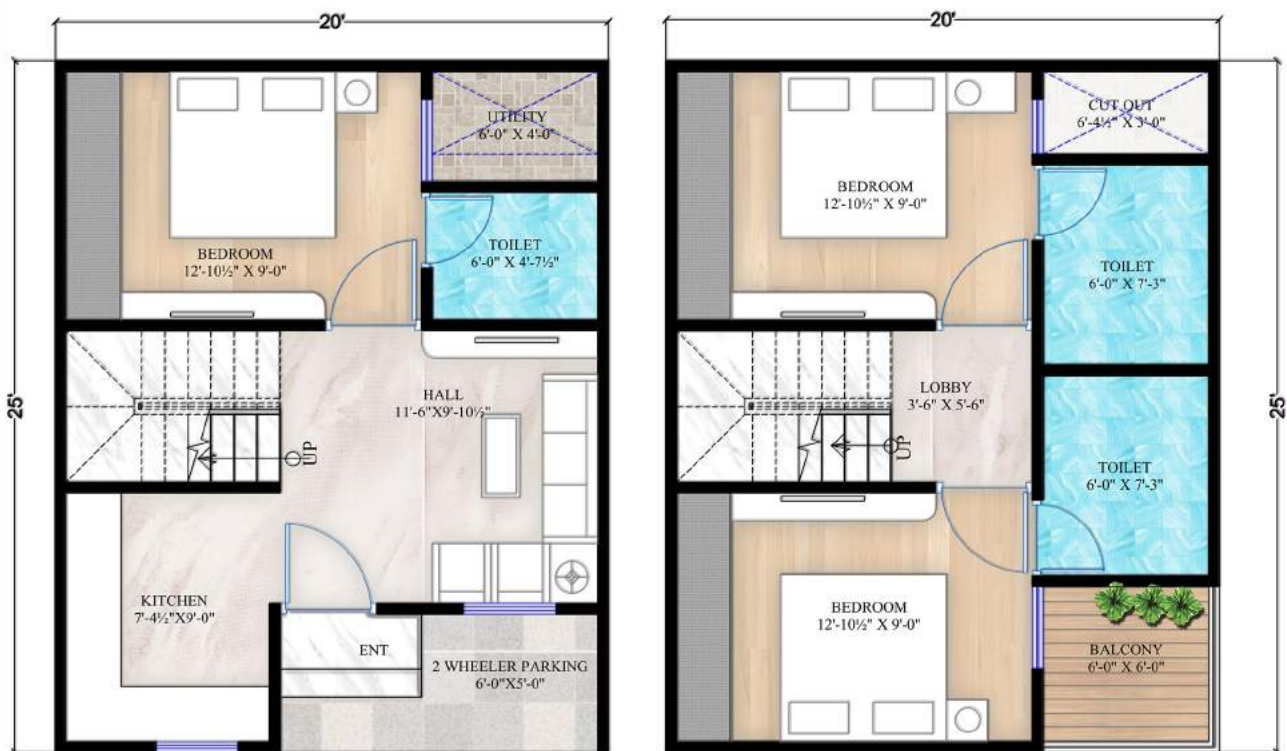 20'
25'
UTILITY
6'-0" X 4'-0"
BEDROOM
12'-10½" X 9'-0"
TOILET
6'-0" X 4'-7½"
HALL
11'-6"X9'-10½"
UP
KITCHEN
7'-4½"X9'-0"
ENT
2 WHEELER PARKING
6'-0"X5'-0"
20'
25'
CUT OUT
6'-4½" X 3'-0"
BEDROOM
12'-10½" X 9'-0"
TOILET
6'-0" X 7'-3"
LOBBY
3'-6" X 5'-6"
UP
TOILET
6'-0" X 7'-3"
BEDROOM
12'-10½" X 9'-0"
BALCONY
6'-0" X 6'-0"